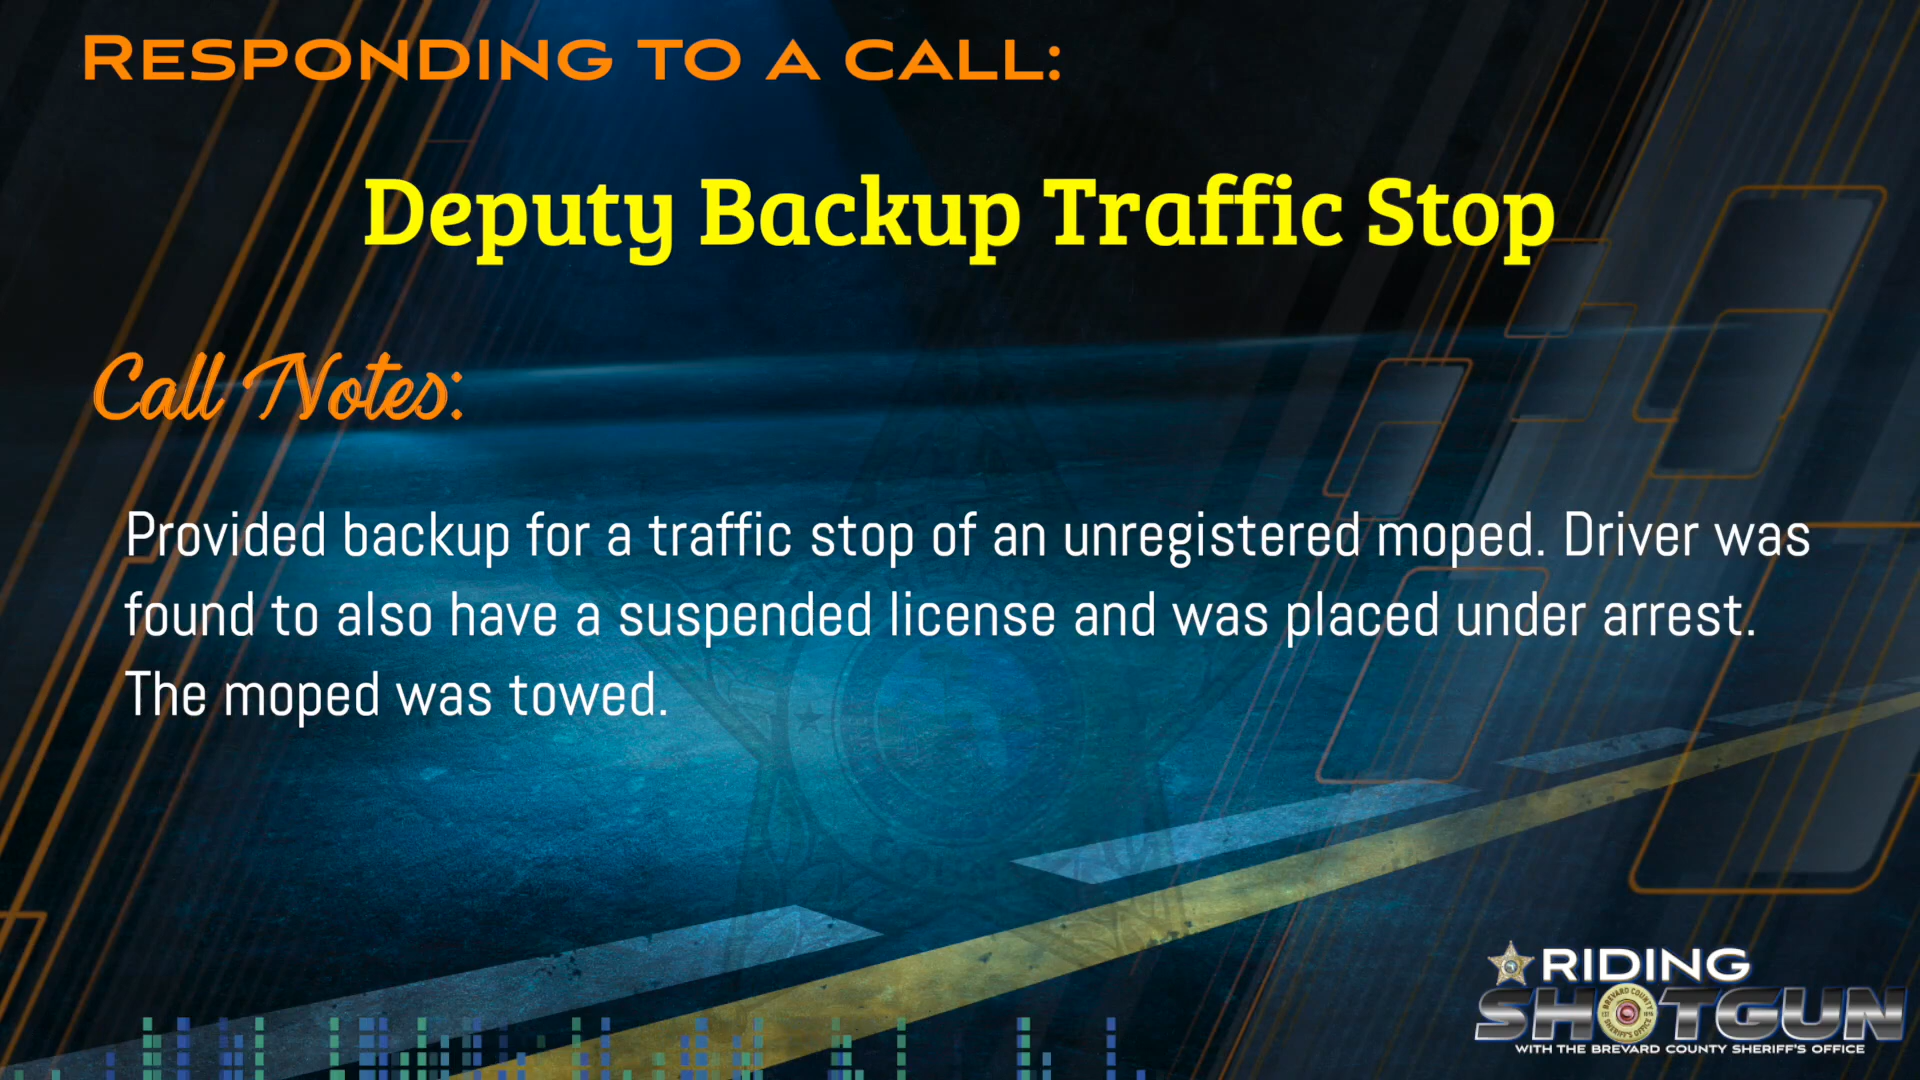 RESPONDING TO A CALL:
Deputy Backup Traffic Stop
Call Notes:
Provided backup for a traffic stop of an unregistered moped. Driver was
found to also have a suspended license and was placed under arrest.
The moped was towed.
RIDING
SHOTGUN
WITH THE BREVARD COUNTY SHERIFF'S OFFICE